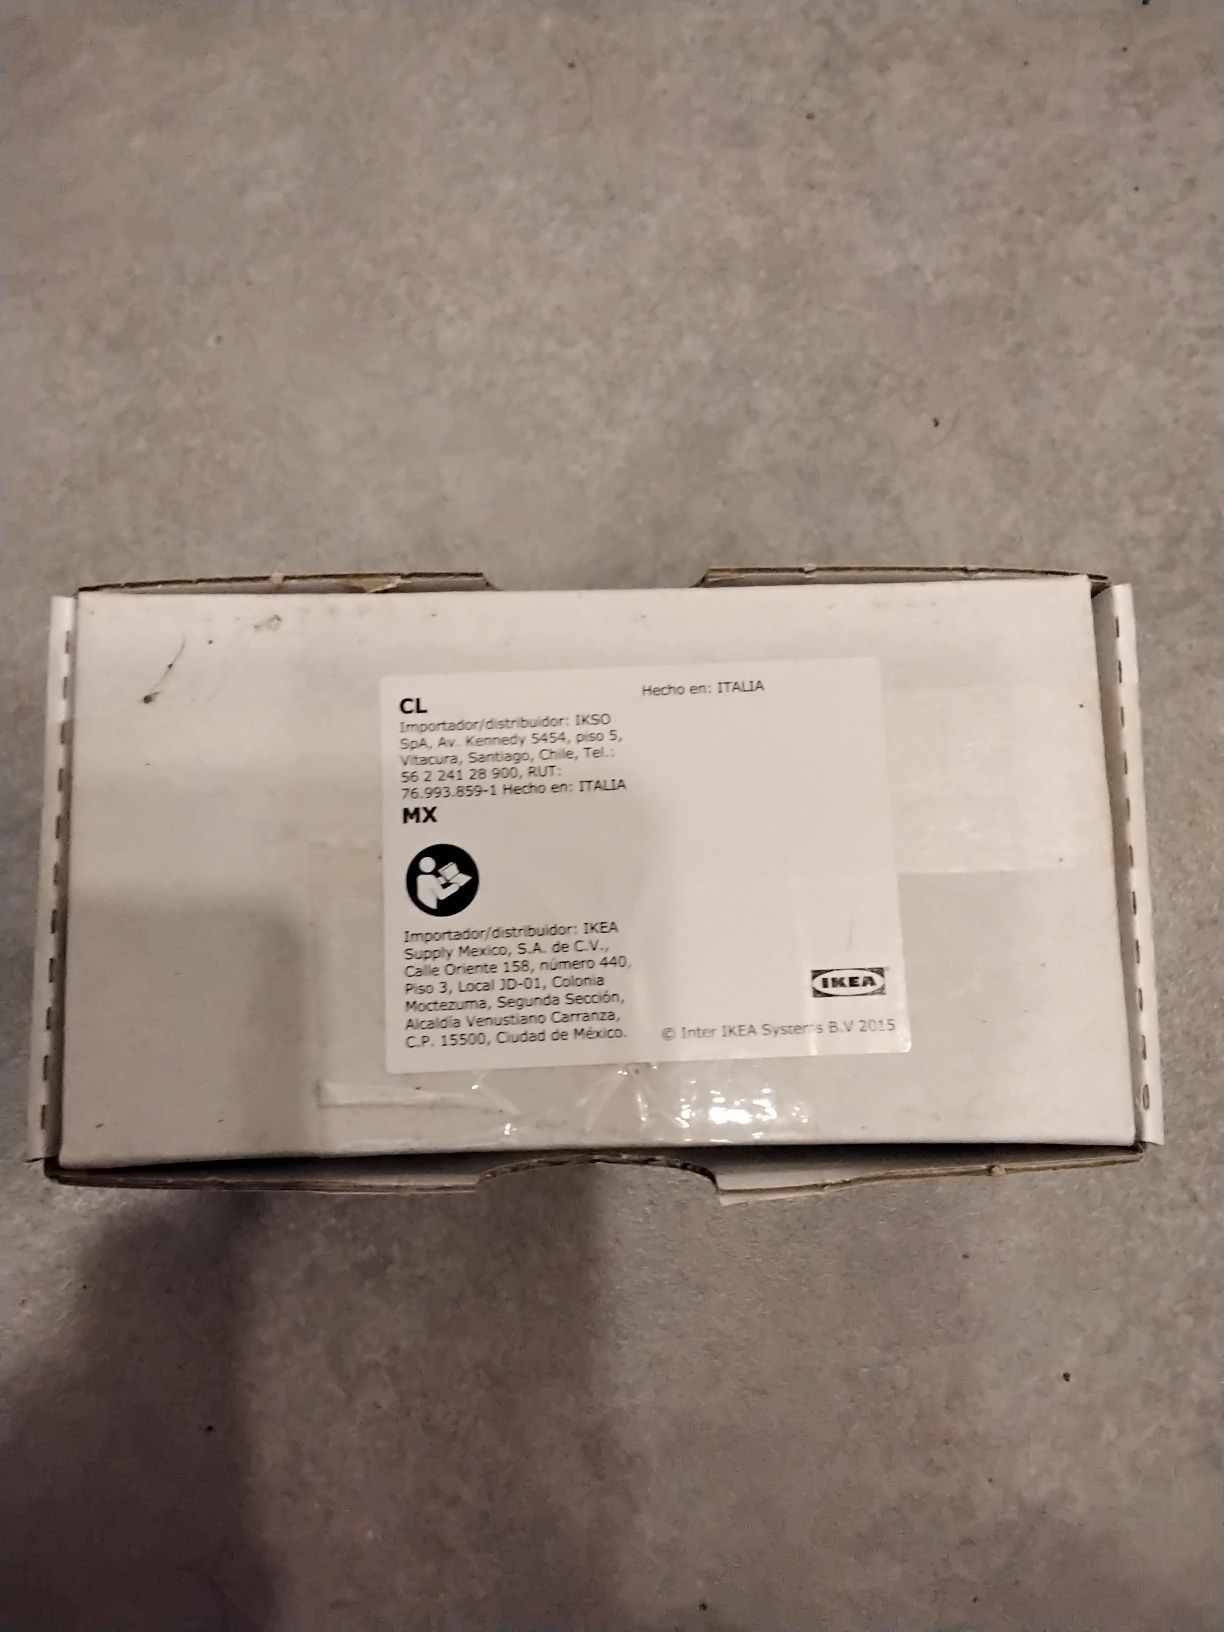 CL
Importador/distribuidor: IKSO
SpA, Av. Kennedy 5454, piso 5,
Vitacura, Santiago, Chile, Tel.:
56 2 241 28 900, RUT:
76.993.859-1 Hecho en: ITALIA
MX
Importador/distribuidor: IKEA
Supply Mexico, S.A. de C.V.,
Calle Oriente 158, número 440,
Piso 3, Local JD-01, Colonia
Moctezuma, Segunda Sección,
Alcaldía Venustiano Carranza,
C.P. 15500, Ciudad de México.
Hecho en: ITALIA
IKEA
© Inter IKEA Systems B.V 2015